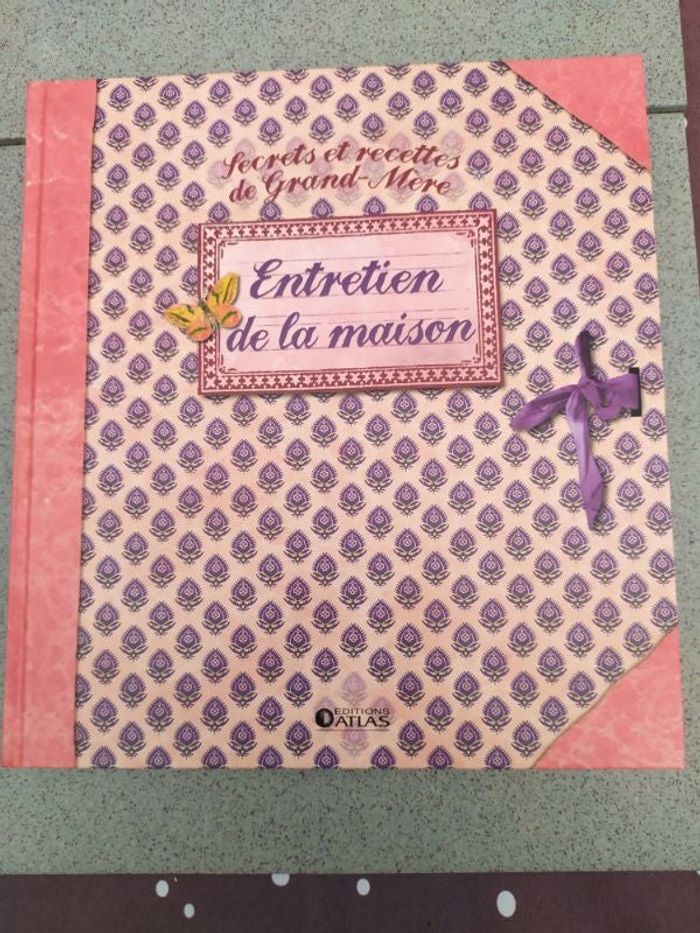 Secrets et recettes
de Grand-Mère
Entretien
de la maison
EDITIONS
ATLAS